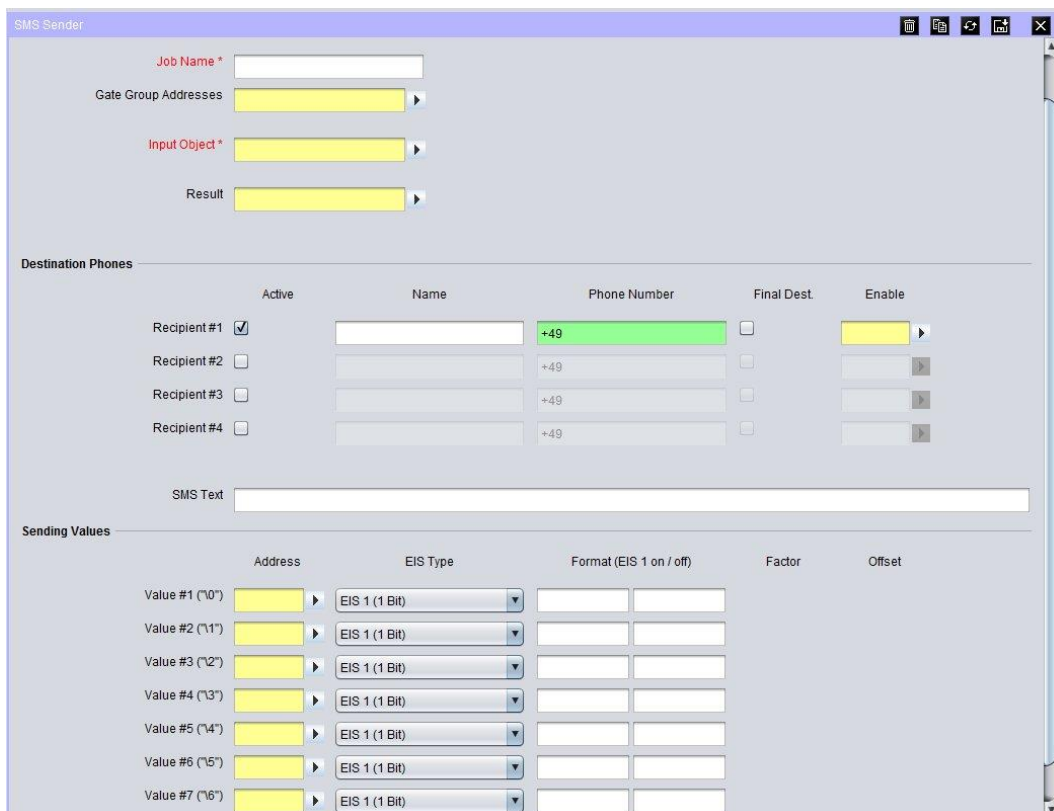 SMS Sender
Job Name *
Gate Group Addresses
Input Object *
Result
Destination Phones
Active Name Phone Number Final Dest. Enable
Recipient #1 +49
Recipient #2 +49
Recipient #3 +49
Recipient #4 +49
SMS Text
Sending Values
Address EIS Type Format (EIS 1 on / off) Factor Offset
Value #1 ("\0") EIS 1 (1 Bit)
Value #2 ("\1") EIS 1 (1 Bit)
Value #3 ("\2") EIS 1 (1 Bit)
Value #4 ("\3") EIS 1 (1 Bit)
Value #5 ("\4") EIS 1 (1 Bit)
Value #6 ("\5") EIS 1 (1 Bit)
Value #7 ("\6") EIS 1 (1 Bit)